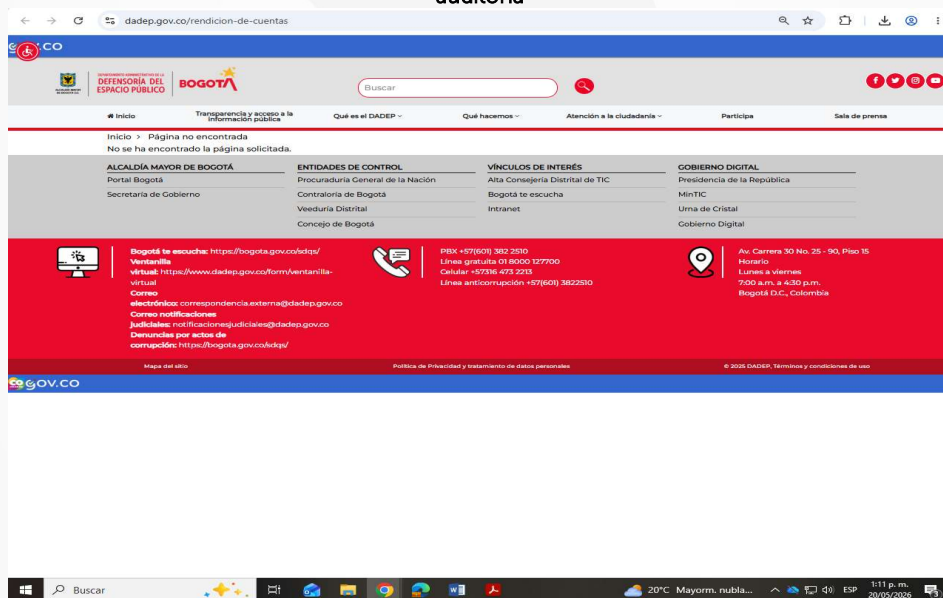 auditoría
dadep.gov.co/rendicion-de-cuentas
.CO
DEFENSORÍA DEL
ESPACIO PÚBLICO
BOGOTÁ
Buscar
Inicio
Transparencia y acceso a la
información pública
Qué es el DADEP
Qué hacemos
Atención a la ciudadanía
Participa
Sala de prensa
Inicio > Página no encontrada
No se ha encontrado la página solicitada.
ALCALDÍA MAYOR DE BOGOTÁ
Portal Bogotá
Secretaría de Gobierno
ENTIDADES DE CONTROL
Procuraduría General de la Nación
Contraloría de Bogotá
Veeduría Distrital
Concejo de Bogotá
VÍNCULOS DE INTERÉS
Alta Consejería Distrital de TIC
Bogotá te escucha
Intranet
GOBIERNO DIGITAL
Presidencia de la República
MinTIC
Urna de Cristal
Gobierno Digital
Bogotá te escucha: https://bogota.gov.co/sdqs/
Ventanilla
virtual: https://www.dadep.gov.co/form/ventanilla-
virtual
Correo
electrónico: correspondencia.externa@dadep.gov.co
Correo notificaciones
judiciales: notificacionesjudiciales@dadep.gov.co
Denuncias por actos de
corrupción: https://bogota.gov.co/sdqs/
PBX +57(601) 382 2510
Línea gratuita 01 8000 127700
Celular +57316 473 2213
Línea anticorrupción +57(601) 3822510
Av. Carrera 30 No. 25 - 90, Piso 15
Horario
Lunes a viernes
7:00 a.m. a 4:30 p.m.
Bogotá D.C., Colombia
Mapa del sitio
Política de Privacidad y tratamiento de datos personales
© 2025 DADEP, Términos y condiciones de uso
GOV.CO
Buscar
20°C Mayorm. nubla...
ESP
1:11 p. m.
20/05/2026
3